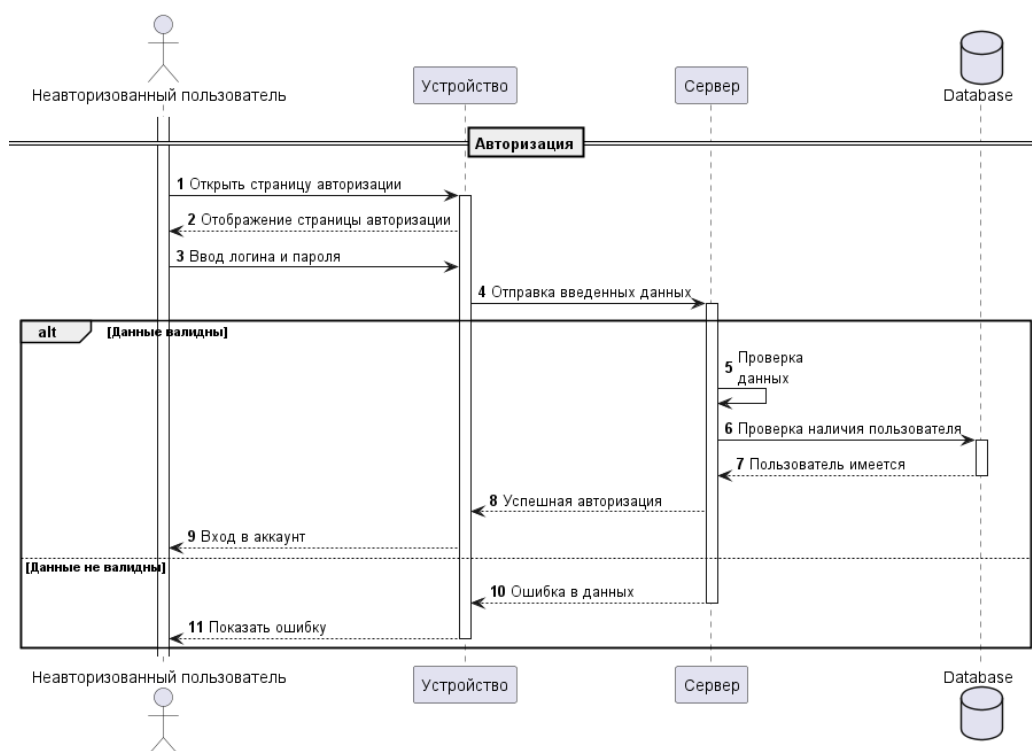 Неавторизованный пользователь
Устройство
Сервер
Database
Авторизация
1 Открыть страницу авторизации
2 Отображение страницы авторизации
3 Ввод логина и пароля
4 Отправка введенных данных
alt [Данные валидны]
5 Проверка
данных
6 Проверка наличия пользователя
7 Пользователь имеется
8 Успешная авторизация
9 Вход в аккаунт
[Данные не валидны]
10 Ошибка в данных
11 Показать ошибку
Неавторизованный пользователь
Устройство
Сервер
Database